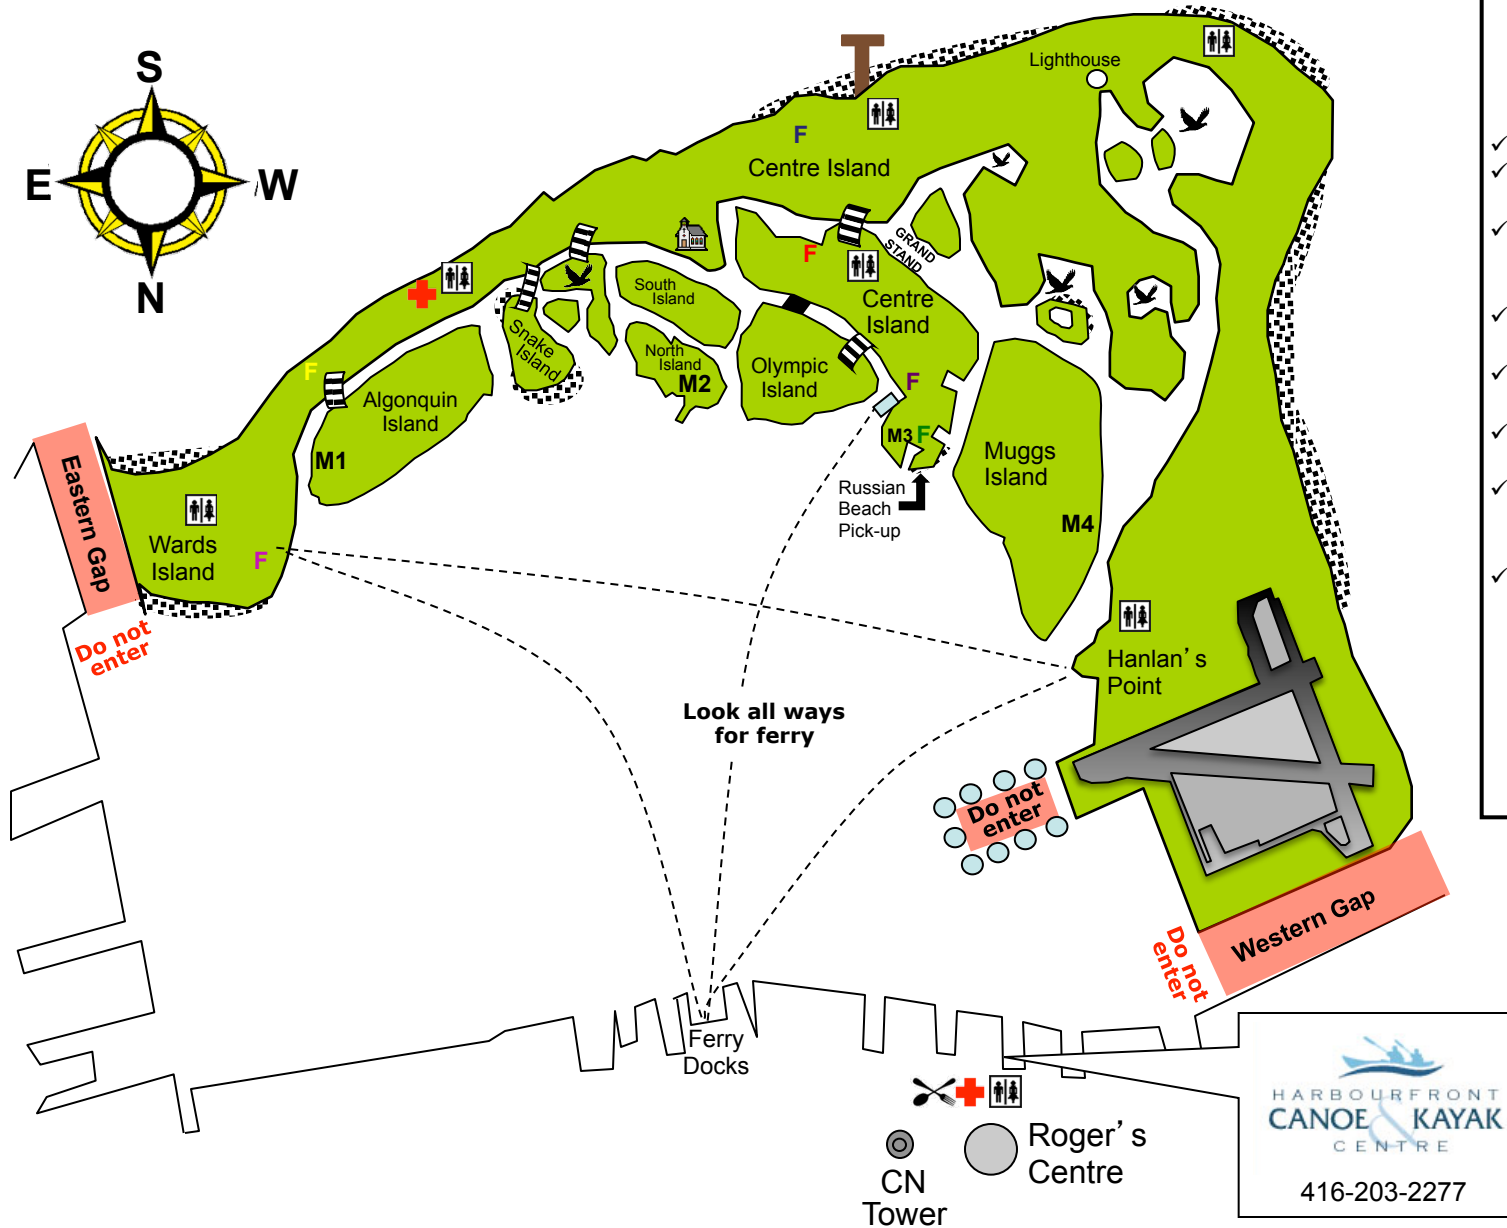 S
E
W
N
Lighthouse
F
Centre Island
GRAND
STAND
F
Centre
Island
South
Island
Snake
Island
North
Island
M2
Olympic
Island
F
F
Algonquin
Island
M1
M3 F
Muggs
Island
M4
Russian
Beach
Pick-up
Eastern Gap
Wards
Island
F
Do not
enter
Hanlan's
Point
Look all ways
for ferry
Do not
enter
Western Gap
Do not
enter
Ferry
Docks
Roger's
Centre
CN
Tower
HARBOURFRONT
CANOE & KAYAK
CENTRE
416-203-2277